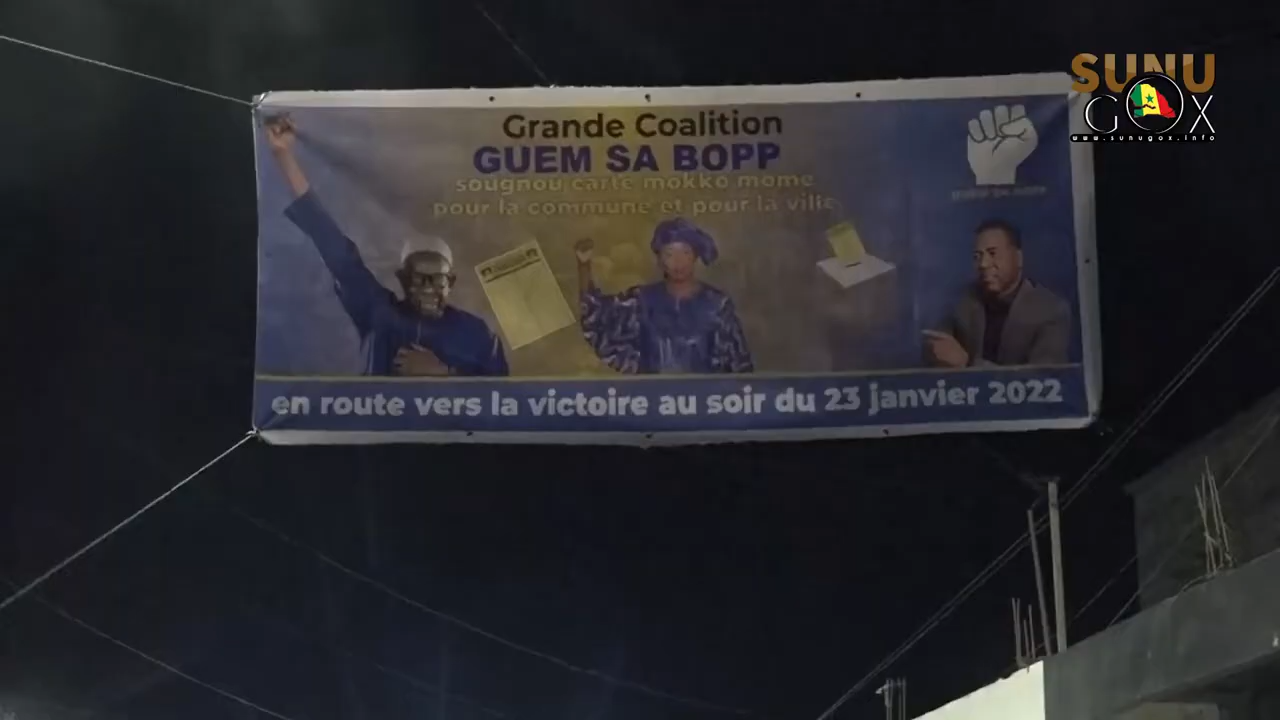 SUNU
GOX
www.sunugox.info
Grande Coalition
GUEM SA BOPP
sougnou carte mokko mome
pour la commune et pour la ville
en route vers la victoire au soir du 23 janvier 2022